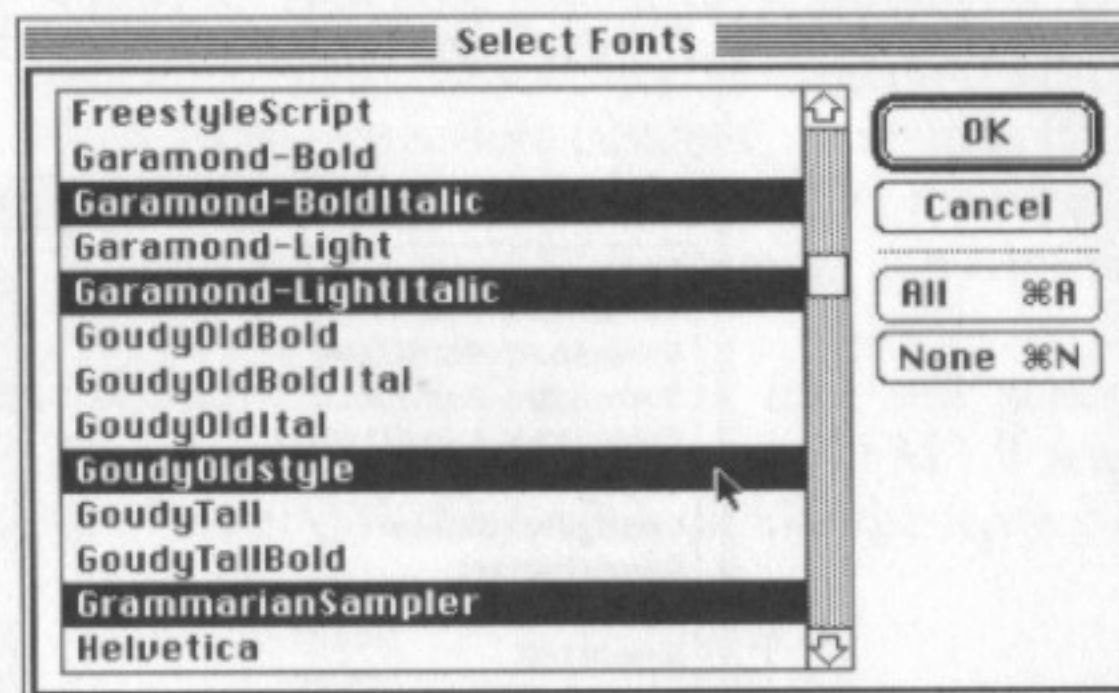 Select Fonts
FreestyleScript
Garamond-Bold
Garamond-BoldItalic
Garamond-Light
Garamond-LightItalic
GoudyOldBold
GoudyOldBoldItal
GoudyOldItal
GoudyOldstyle
GoudyTall
GoudyTallBold
GrammarianSampler
Helvetica
OK
Cancel
All ⌘A
None ⌘N